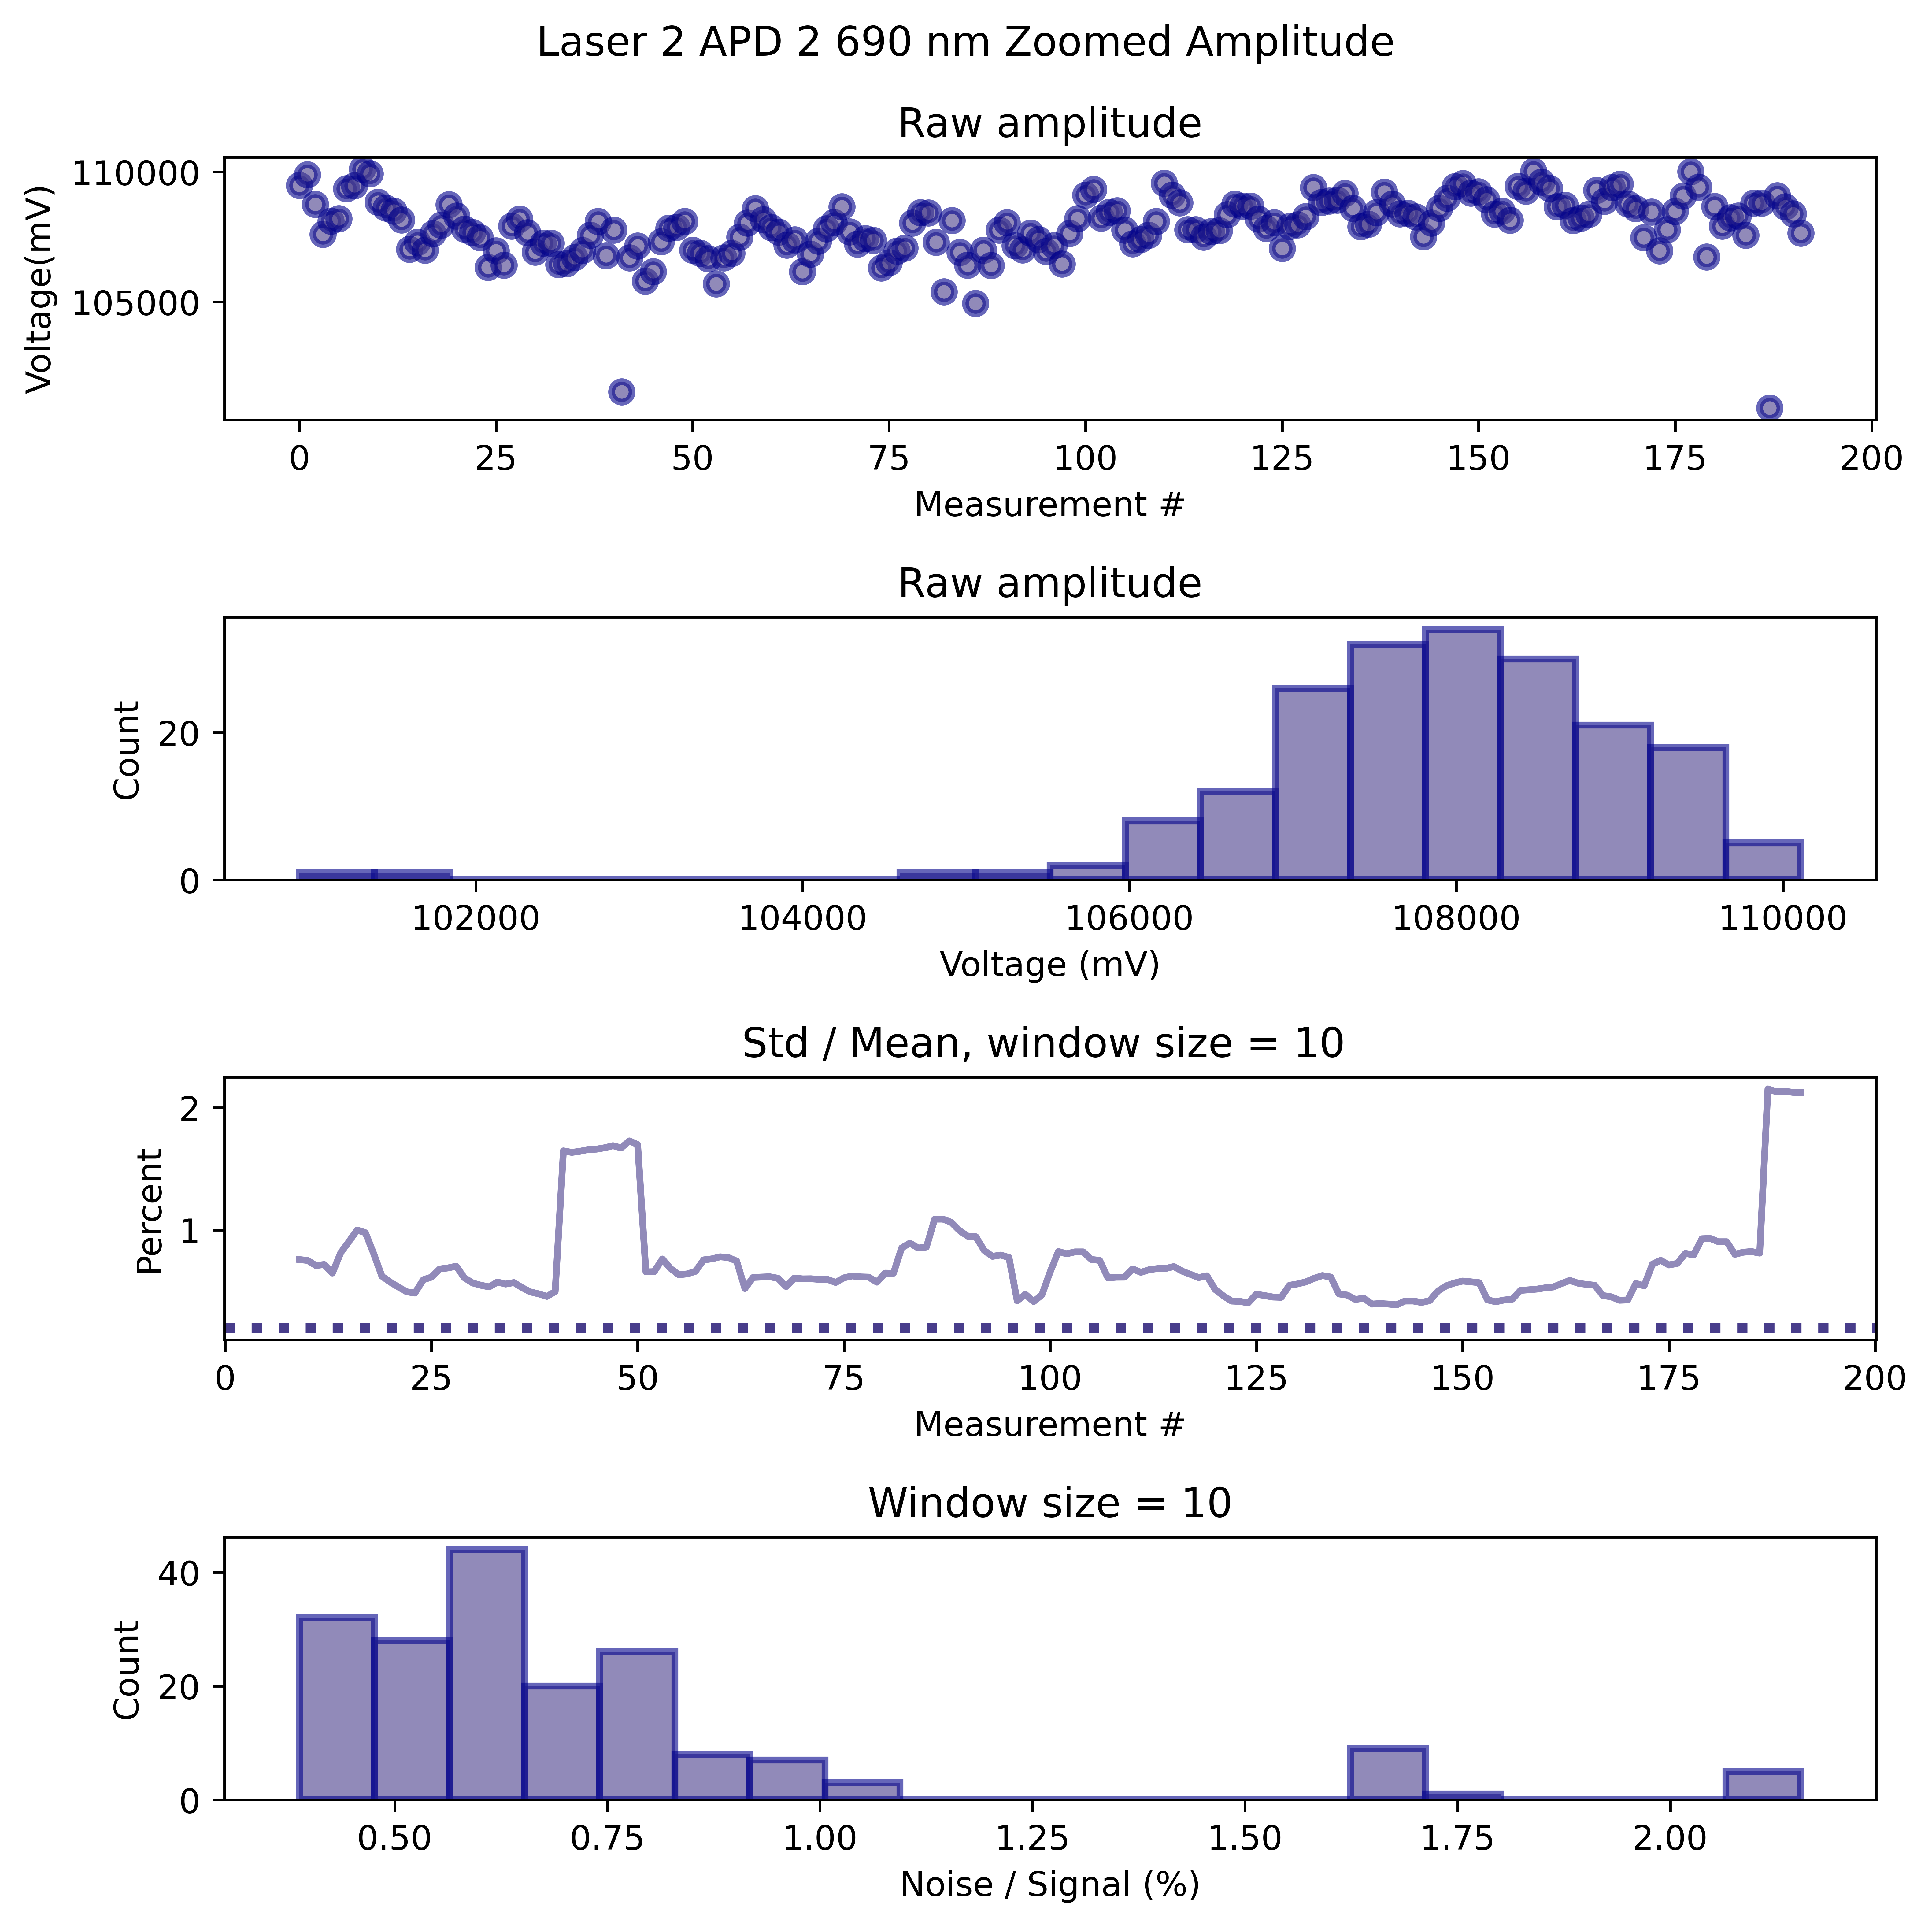 Laser 2 APD 2 690 nm Zoomed Amplitude
Raw amplitude
Voltage(mV)
110000
105000
0 25 50 75 100 125 150 175 200
Measurement #
Raw amplitude
Count
20
0
102000 104000 106000 108000 110000
Voltage (mV)
Std / Mean, window size = 10
Percent
2
1
0 25 50 75 100 125 150 175 200
Measurement #
Window size = 10
Count
40
20
0
0.50 0.75 1.00 1.25 1.50 1.75 2.00
Noise / Signal (%)